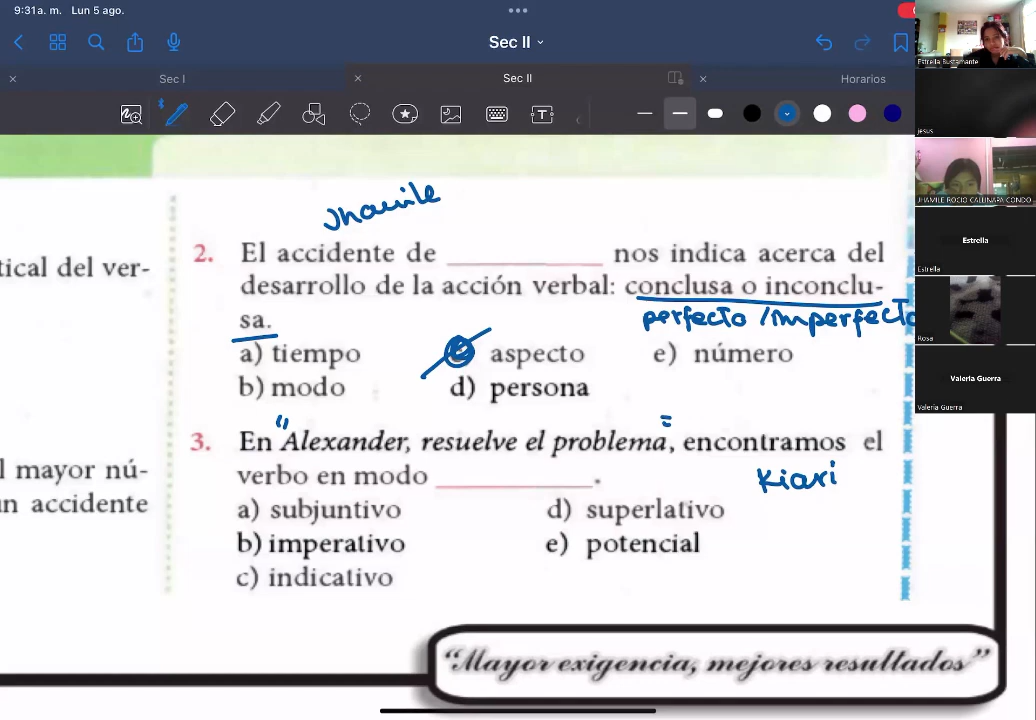 9:31 a. m. Lun 5 ago.
Sec II
Sec I
Sec II
Horarios
Estrella Bustamante
jesus
JHAMILE ROCIO CALLINAPA CONDO
Estrella
Estrella
Rosa
Valeria Guerra
Valeria Guerra
tical del ver-
l mayor nú-
n accidente
Jhamile
2. El accidente de ____________ nos indica acerca del
desarrollo de la acción verbal: conclusa o inconclu-
sa.
perfecto / imperfecto
a) tiempo
b) modo
aspecto
d) persona
e) número
3. En "Alexander, resuelve el problema", encontramos el
verbo en modo ____________.
Kiari
a) subjuntivo
b) imperativo
c) indicativo
d) superlativo
e) potencial
"Mayor exigencia, mejores resultados"